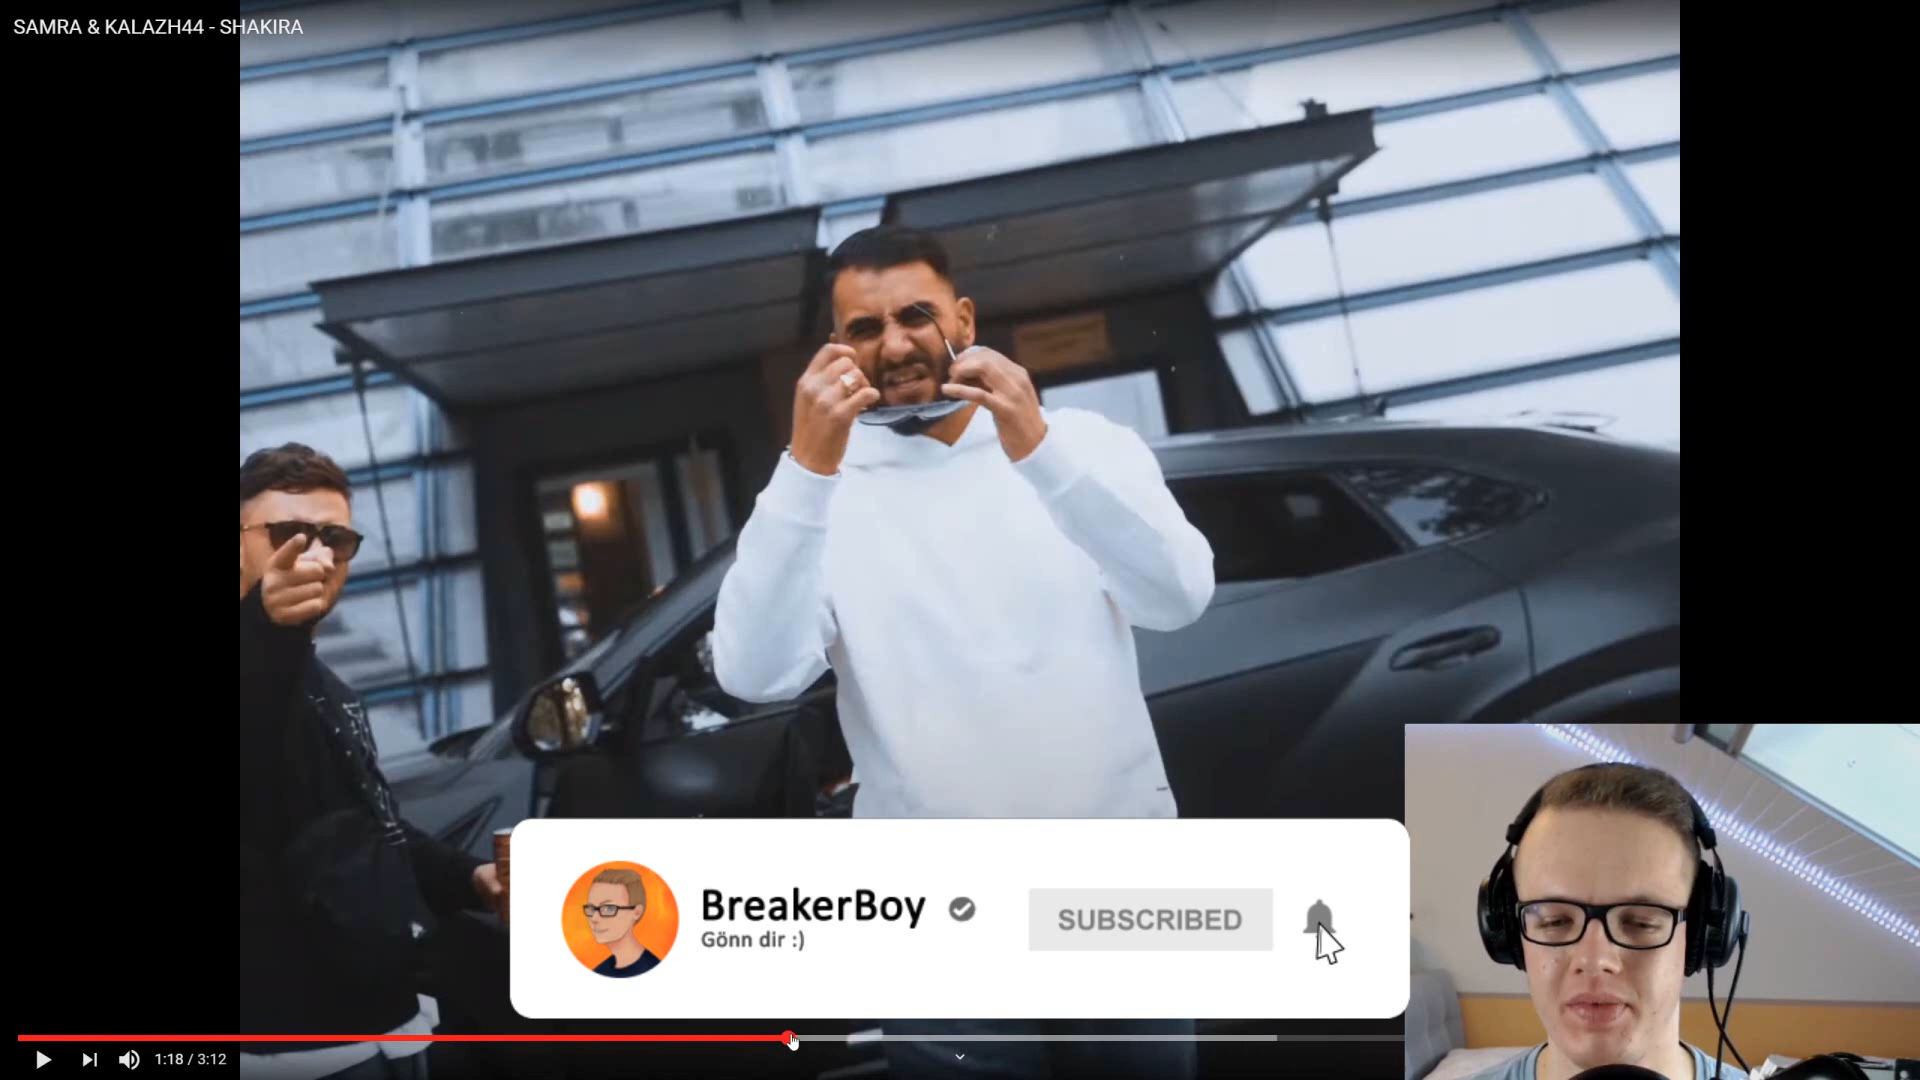 SAMRA & KALAZH44 - SHAKIRA
BreakerBoy
Gönn dir :)
SUBSCRIBED
1:18 / 3:12